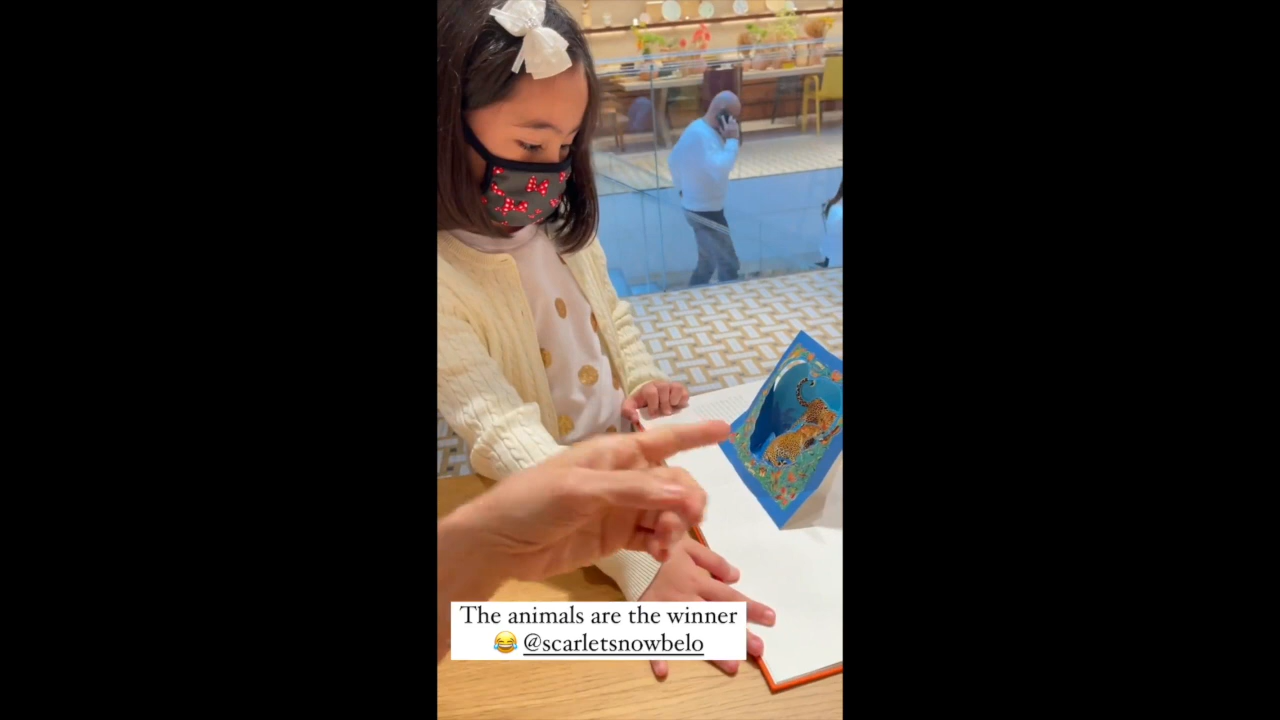 The animals are the winner
😂 @scarletsnowbelo